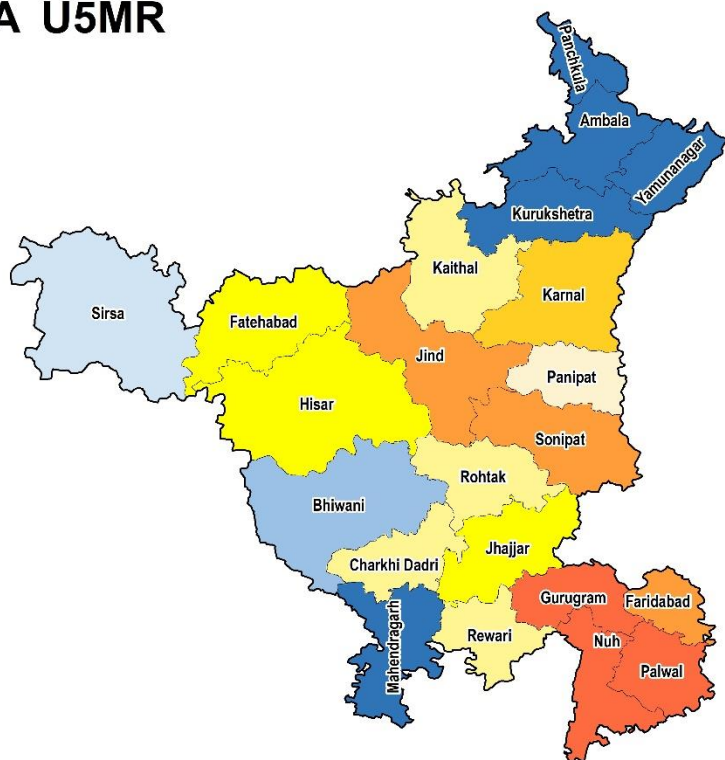 A U5MR
Panchkula
Ambala
Yamunanagar
Kurukshetra
Kaithal
Karnal
Sirsa
Fatehabad
Jind
Panipat
Hisar
Sonipat
Rohtak
Bhiwani
Jhajjar
Charkhi Dadri
Gurugram
Faridabad
Mahendragarh
Rewari
Nuh
Palwal